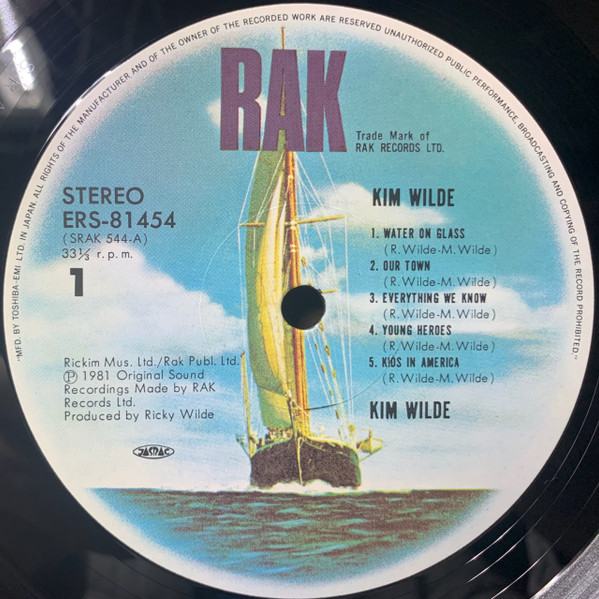 "MFD. BY TOSHIBA-EMI LTD. IN JAPAN. ALL RIGHTS OF THE MANUFACTURER AND OF THE OWNER OF THE RECORDED WORK ARE RESERVED UNAUTHORIZED PUBLIC PERFORMANCE, BROADCASTING AND COPYING OF THE RECORD PROHIBITED."
RAK
Trade Mark of
RAK RECORDS LTD.
STEREO
ERS-81454
(SRAK 544-A)
33⅓ r.p.m.
1
KIM WILDE
1. WATER ON GLASS
(R. Wilde-M. Wilde)
2. OUR TOWN
(R. Wilde-M. Wilde)
3. EVERYTHING WE KNOW
(R. Wilde-M. Wilde)
4. YOUNG HEROES
(R. Wilde-M. Wilde)
5. KIDS IN AMERICA
(R. Wilde-M. Wilde)
KIM WILDE
Rickim Mus. Ltd./Rak Publ. Ltd.
Ⓟ 1981 Original Sound
Recordings Made by RAK
Records Ltd.
Produced by Ricky Wilde
JASRAC